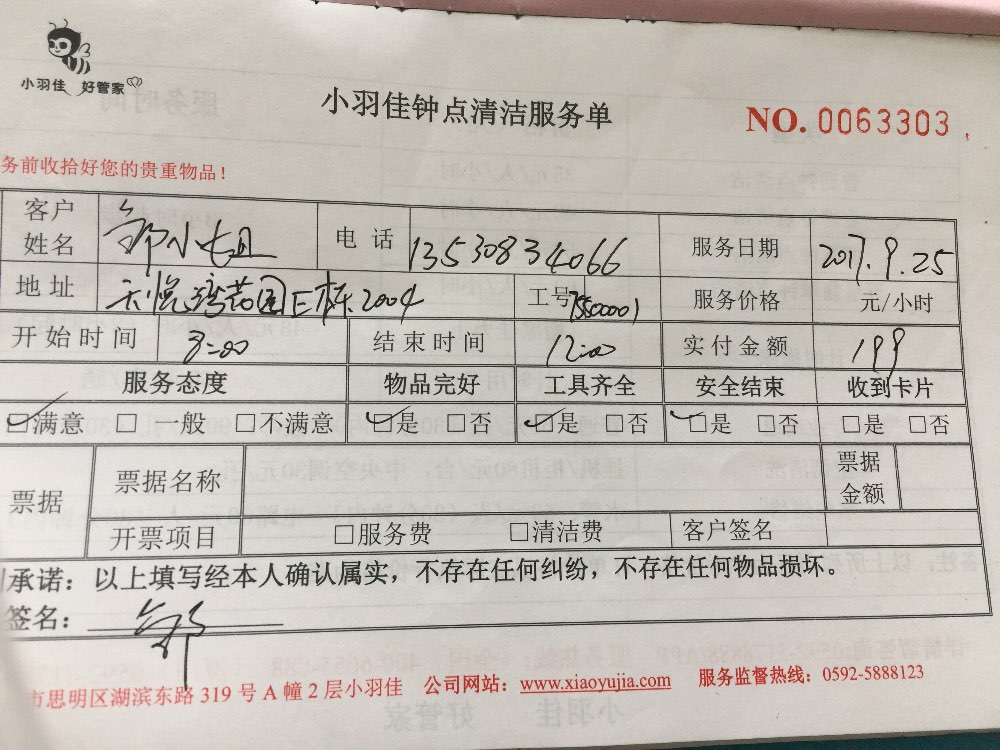 小羽佳 好管家
小羽佳钟点清洁服务单
NO. 0063303
务前收拾好您的贵重物品！
客户姓名 邹小姐 电话 13530834066 服务日期 2017.9.25
地址 天悦湾花园E栋2004 工号 75500001 服务价格 元/小时
开始时间 8:00 结束时间 12:00 实付金额 199
服务态度 物品完好 工具齐全 安全结束 收到卡片
☑满意 □一般 □不满意 ☑是 □否 ☑是 □否 ☑是 □否 □是 □否
票据 票据名称 票据金额
开票项目 □服务费 □清洁费 客户签名
承诺：以上填写经本人确认属实，不存在任何纠纷，不存在任何物品损坏。
签名：邹
市思明区湖滨东路 319 号 A 幢 2 层小羽佳 公司网站：www.xiaoyujia.com 服务监督热线：0592-5888123